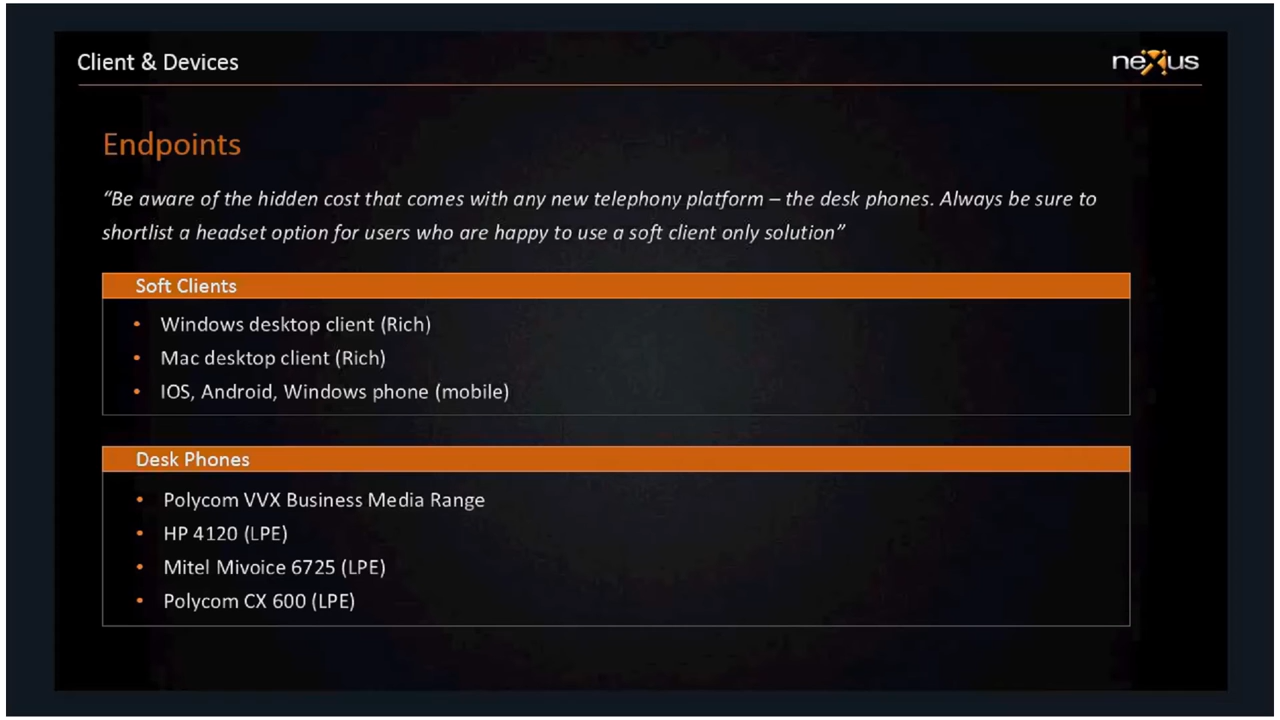 Client & Devices
neXus
Endpoints
“Be aware of the hidden cost that comes with any new telephony platform – the desk phones. Always be sure to
shortlist a headset option for users who are happy to use a soft client only solution”
Soft Clients
• Windows desktop client (Rich)
• Mac desktop client (Rich)
• IOS, Android, Windows phone (mobile)
Desk Phones
• Polycom VVX Business Media Range
• HP 4120 (LPE)
• Mitel Mivoice 6725 (LPE)
• Polycom CX 600 (LPE)